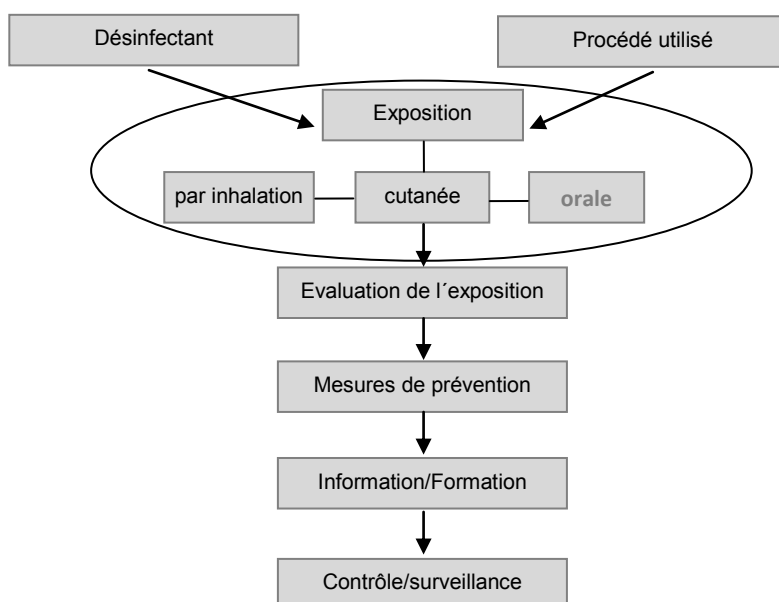 Désinfectant
Procédé utilisé
Exposition
par inhalation
cutanée
orale
Evaluation de l´exposition
Mesures de prévention
Information/Formation
Contrôle/surveillance